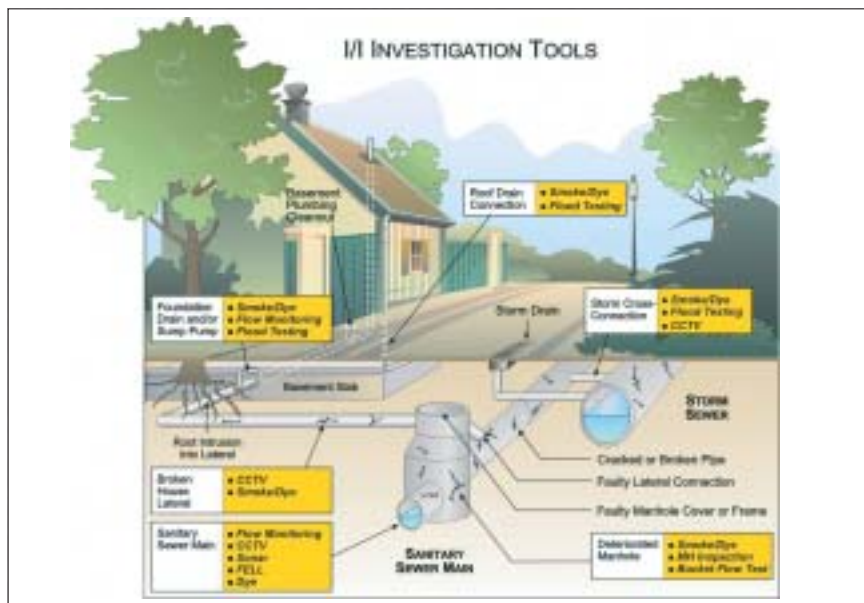 I/I INVESTIGATION TOOLS
Basement
Plumbing
Cleanout
Roof Drain
Connection
• Smoke/Dye
• Flood Testing
Foundation
Drain and/or
Sump Pump
• Smoke/Dye
• Flow Monitoring
• Flood Testing
Storm Drain
Storm Cross-
Connection
• Smoke/Dye
• Flood Testing
• CCTV
Basement Slab
STORM
SEWER
Root Intrusion
into Lateral
Cracked or Broken Pipe
Broken
House
Lateral
• CCTV
• Smoke/Dye
Faulty Lateral Connection
Faulty Manhole Cover or Frame
Sanitary
Sewer Main
• Flow Monitoring
• CCTV
• Sonar
• FELL
• Dye
SANITARY
SEWER MAIN
Deteriorated
Manhole
• Smoke/Dye
• MH Inspection
• Bucket Flow Test